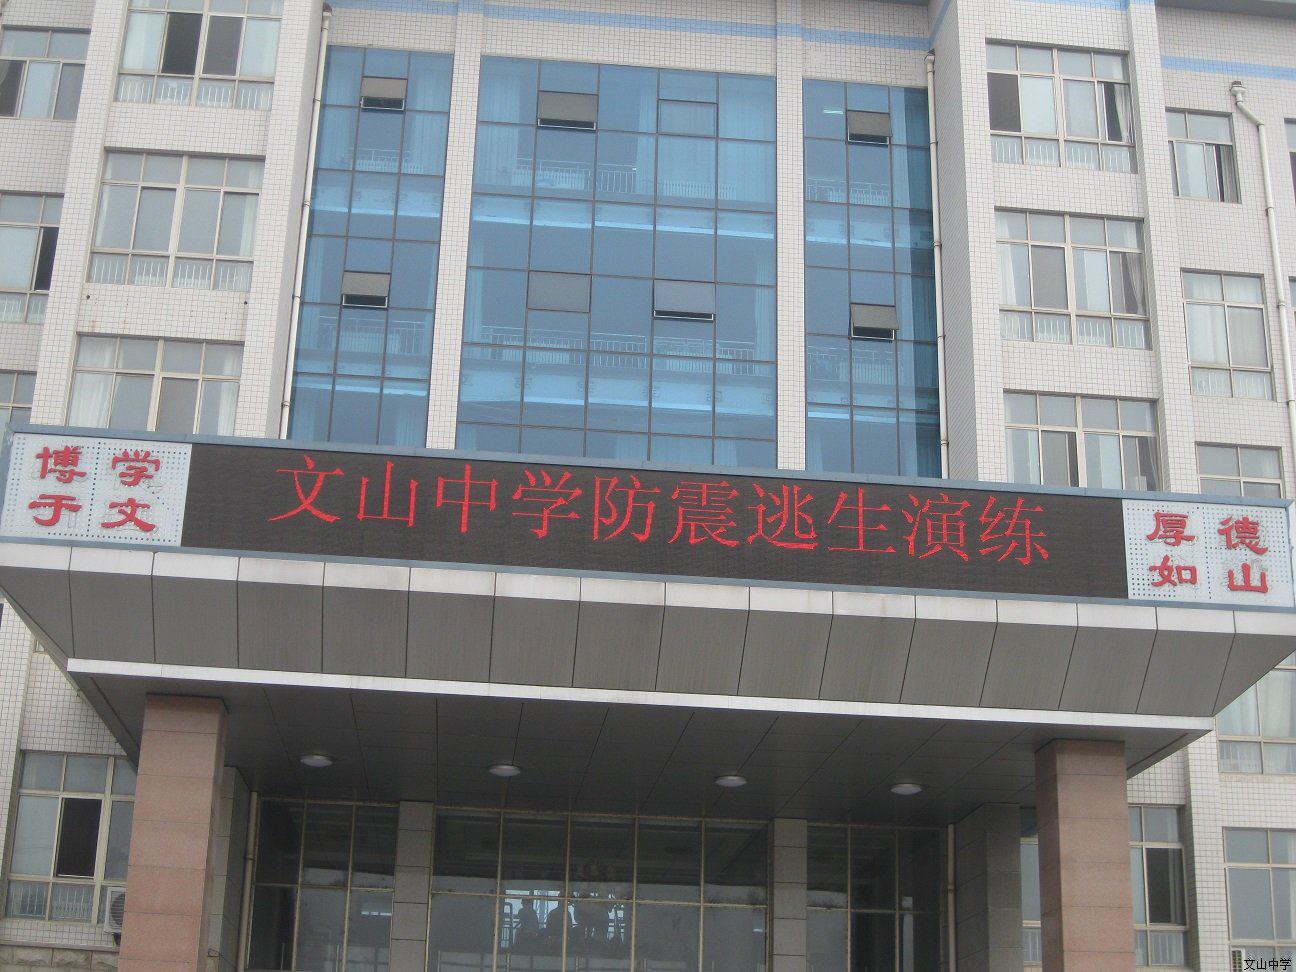 博学
于文
文山中学防震逃生演练
厚德
如山
文山中学